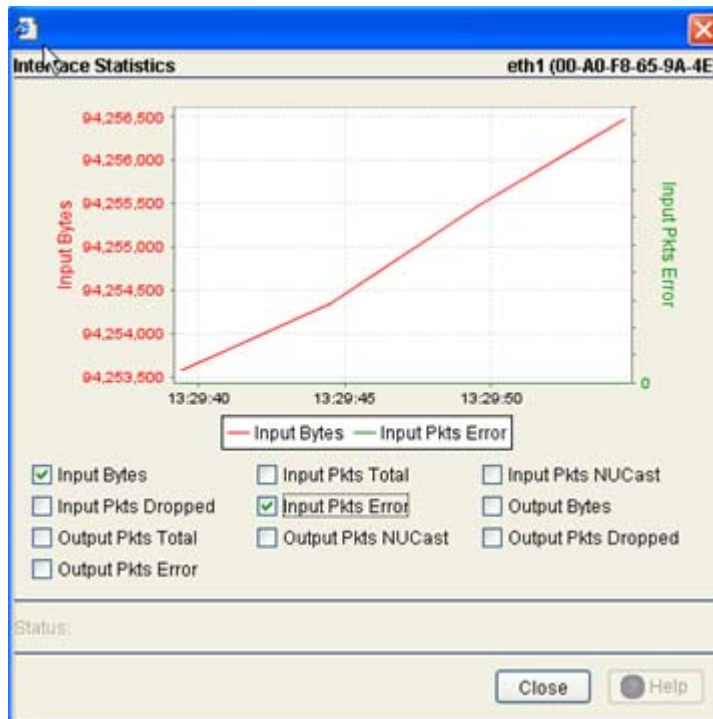 Interface Statistics eth1 (00-A0-F8-65-9A-4E
94,256,500
94,256,000
94,255,500
94,255,000
94,254,500
94,254,000
94,253,500
Input Bytes
Input Pkts Error
0
13:29:40 13:29:45 13:29:50
Input Bytes Input Pkts Error
Input Bytes Input Pkts Total Input Pkts NUCast
Input Pkts Dropped Input Pkts Error Output Bytes
Output Pkts Total Output Pkts NUCast Output Pkts Dropped
Output Pkts Error
Status:
Close Help